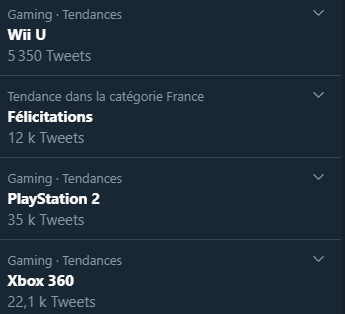 Gaming · Tendances
Wii U
5 350 Tweets
Tendance dans la catégorie France
Félicitations
12 k Tweets
Gaming · Tendances
PlayStation 2
35 k Tweets
Gaming · Tendances
Xbox 360
22,1 k Tweets